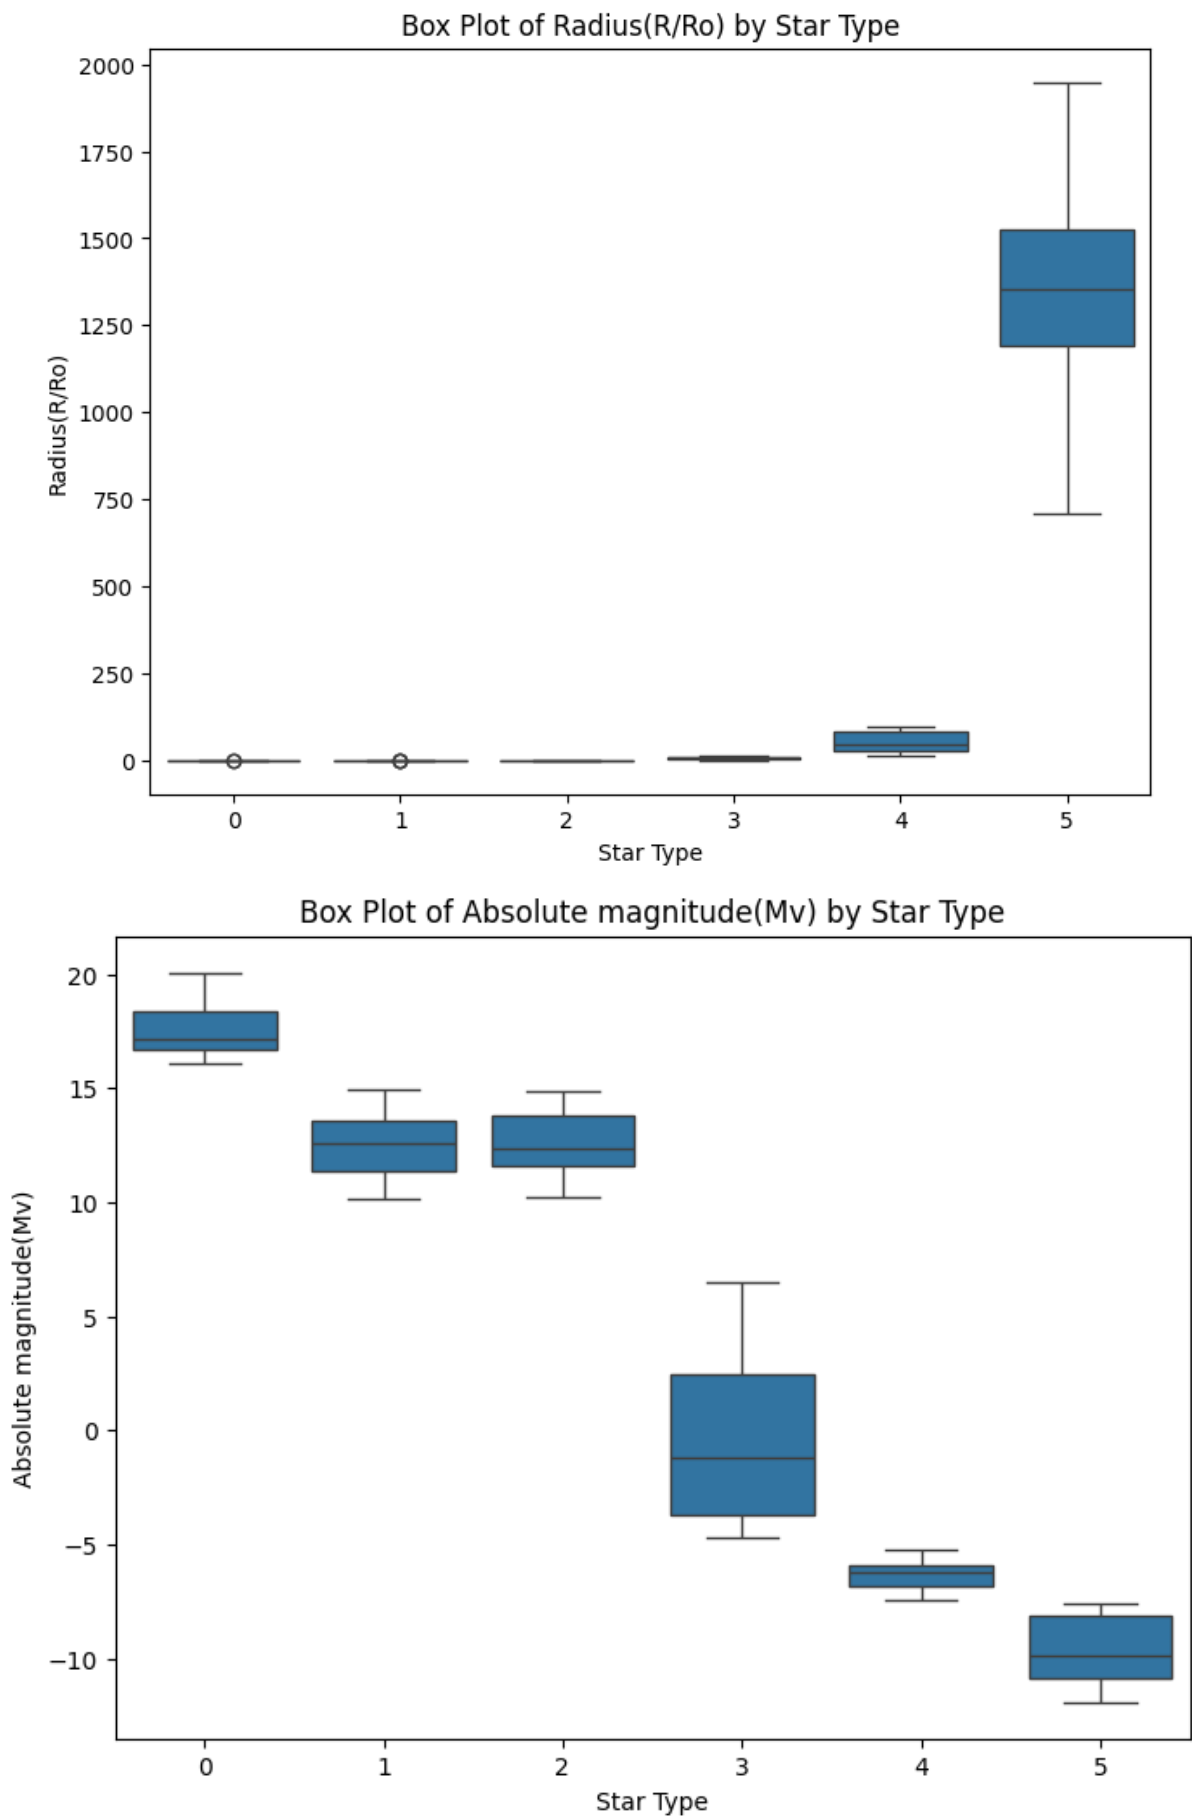 Box Plot of Radius(R/Ro) by Star Type
2000
1750
1500
1250
1000
750
500
250
0
Radius(R/Ro)
0 1 2 3 4 5
Star Type
Box Plot of Absolute magnitude(Mv) by Star Type
20
15
10
5
0
−5
−10
Absolute magnitude(Mv)
0 1 2 3 4 5
Star Type